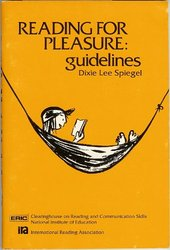 READING FOR
PLEASURE:
guidelines
Dixie Lee Spiegel
ERIC Clearinghouse on Reading and Communication Skills
National Institute of Education
ira International Reading Association